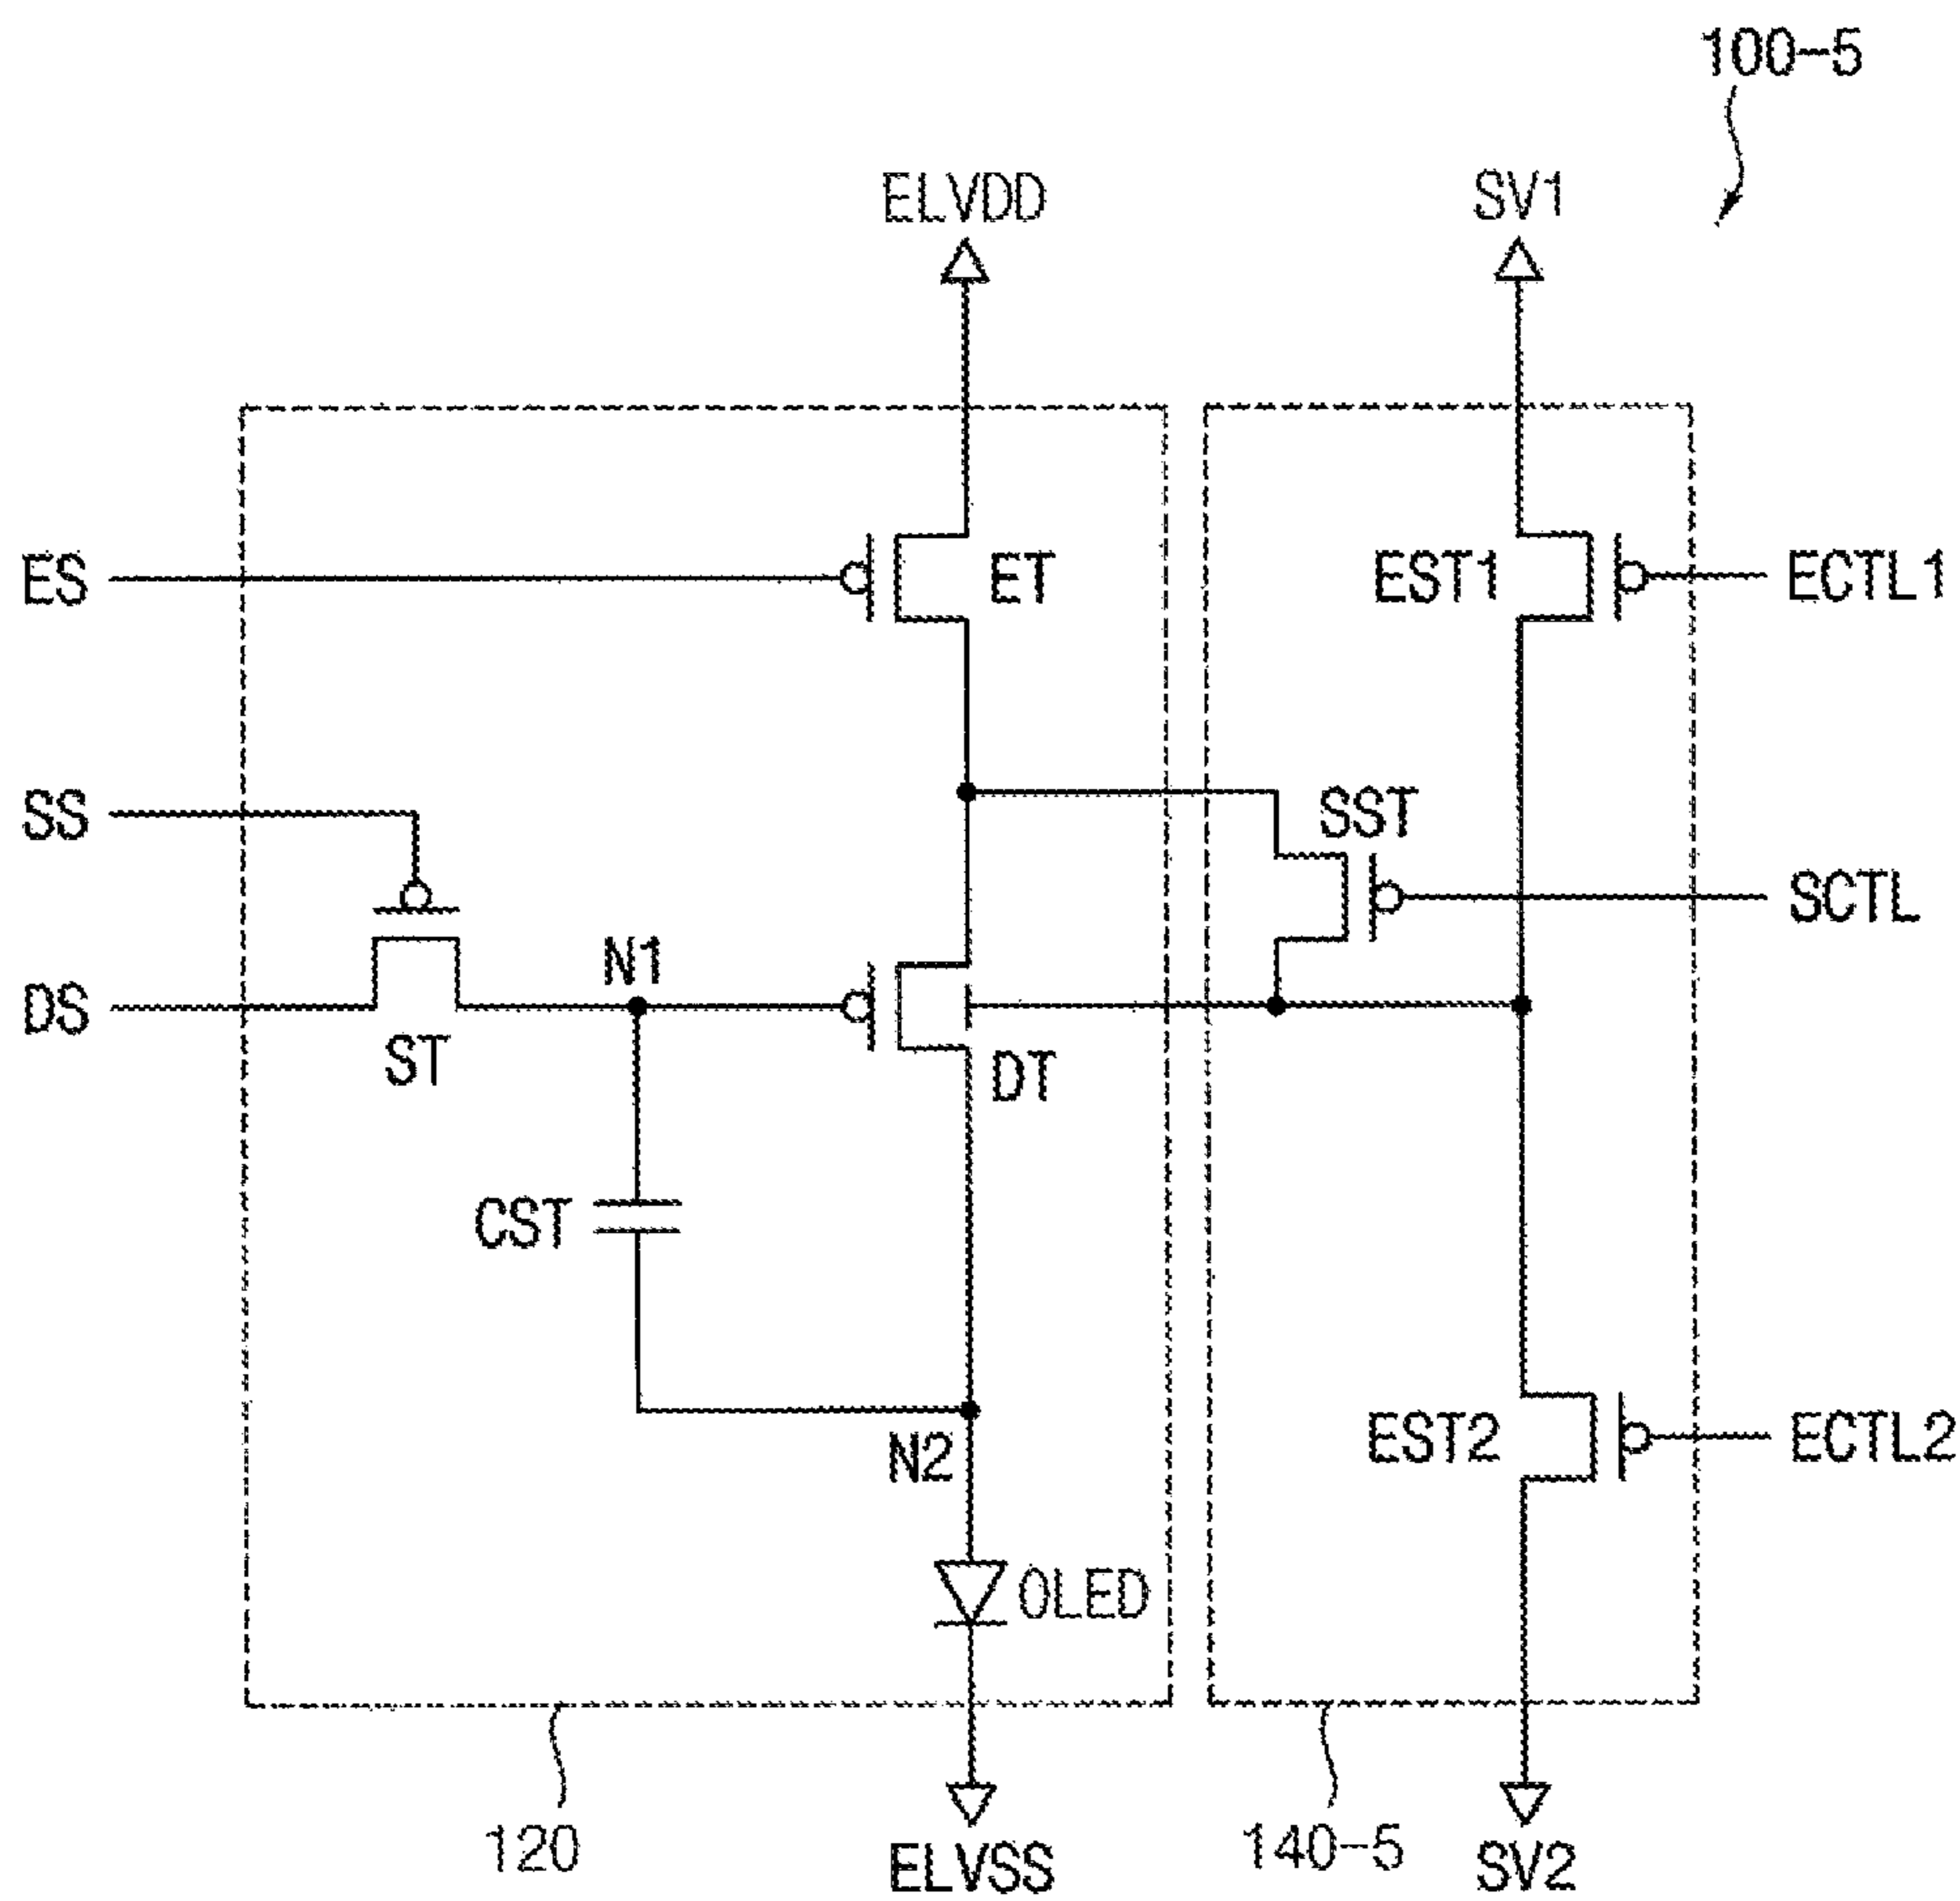 100-5
ELVDD
SV1
ES
ET
EST1
ECTL1
SS
SST
SCTL
N1
DS
ST
DT
CST
N2
EST2
ECTL2
OLED
120
ELVSS
140-5
SV2